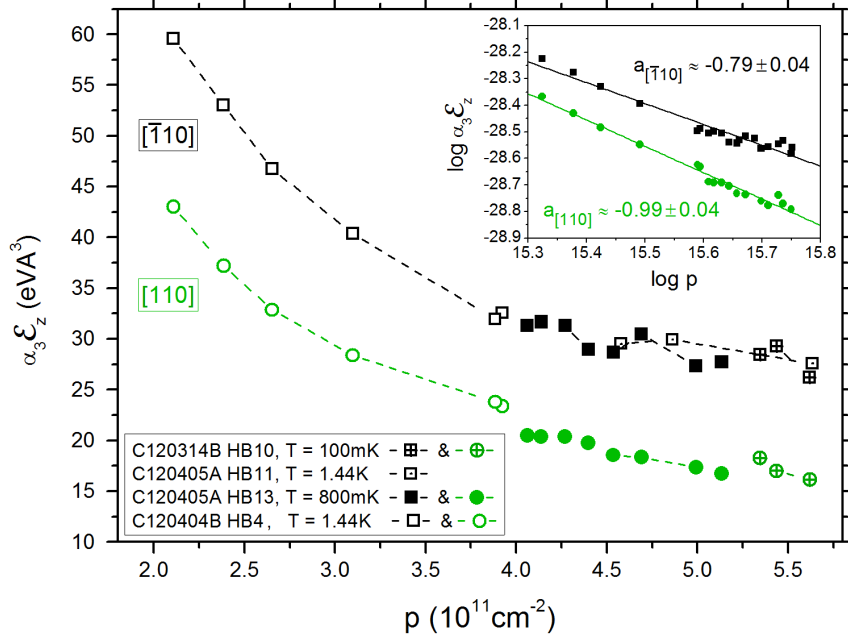 60
55
50
45
40
35
30
25
20
15
10
α₃ℰz (eVA³)
2.0 2.5 3.0 3.5 4.0 4.5 5.0 5.5
p (10¹¹cm⁻²)
[1̅10]
[110]
C120314B HB10, T = 100mK &
C120405A HB11, T = 1.44K
C120405A HB13, T = 800mK &
C120404B HB4, T = 1.44K &
-28.1
-28.2
-28.3
-28.4
-28.5
-28.6
-28.7
-28.8
-28.9
log α₃ℰz
15.3 15.4 15.5 15.6 15.7 15.8
log p
a[1̅10] ≈ -0.79±0.04
a[110] ≈ -0.99±0.04